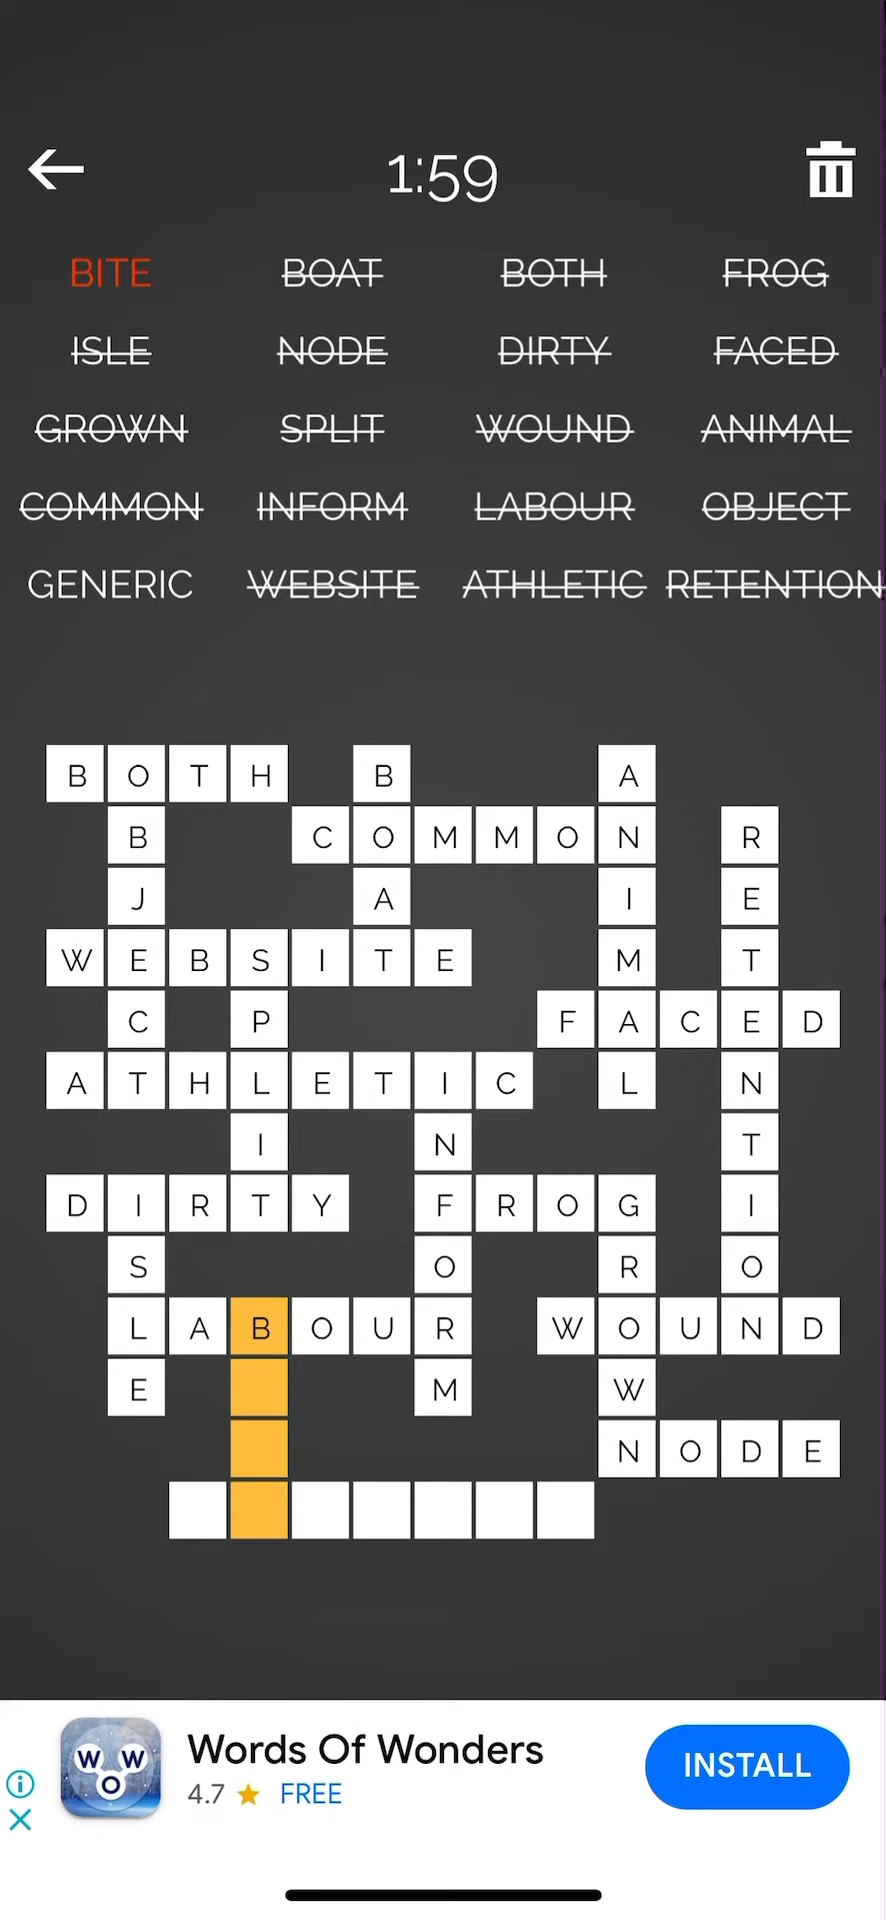 1:59
BITE BOAT BOTH FROG
ISLE NODE DIRTY FACED
GROWN SPLIT WOUND ANIMAL
COMMON INFORM LABOUR OBJECT
GENERIC WEBSITE ATHLETIC RETENTION
B O T H B A
B C O M M O N R
J A I E
W E B S I T E M T
C P F A C E D
A T H L E T I C L N
I N T
D I R T Y F R O G I
S O R O
L A B O U R W O U N D
E M W
N O D E
W W O
Words Of Wonders
4.7 FREE
INSTALL